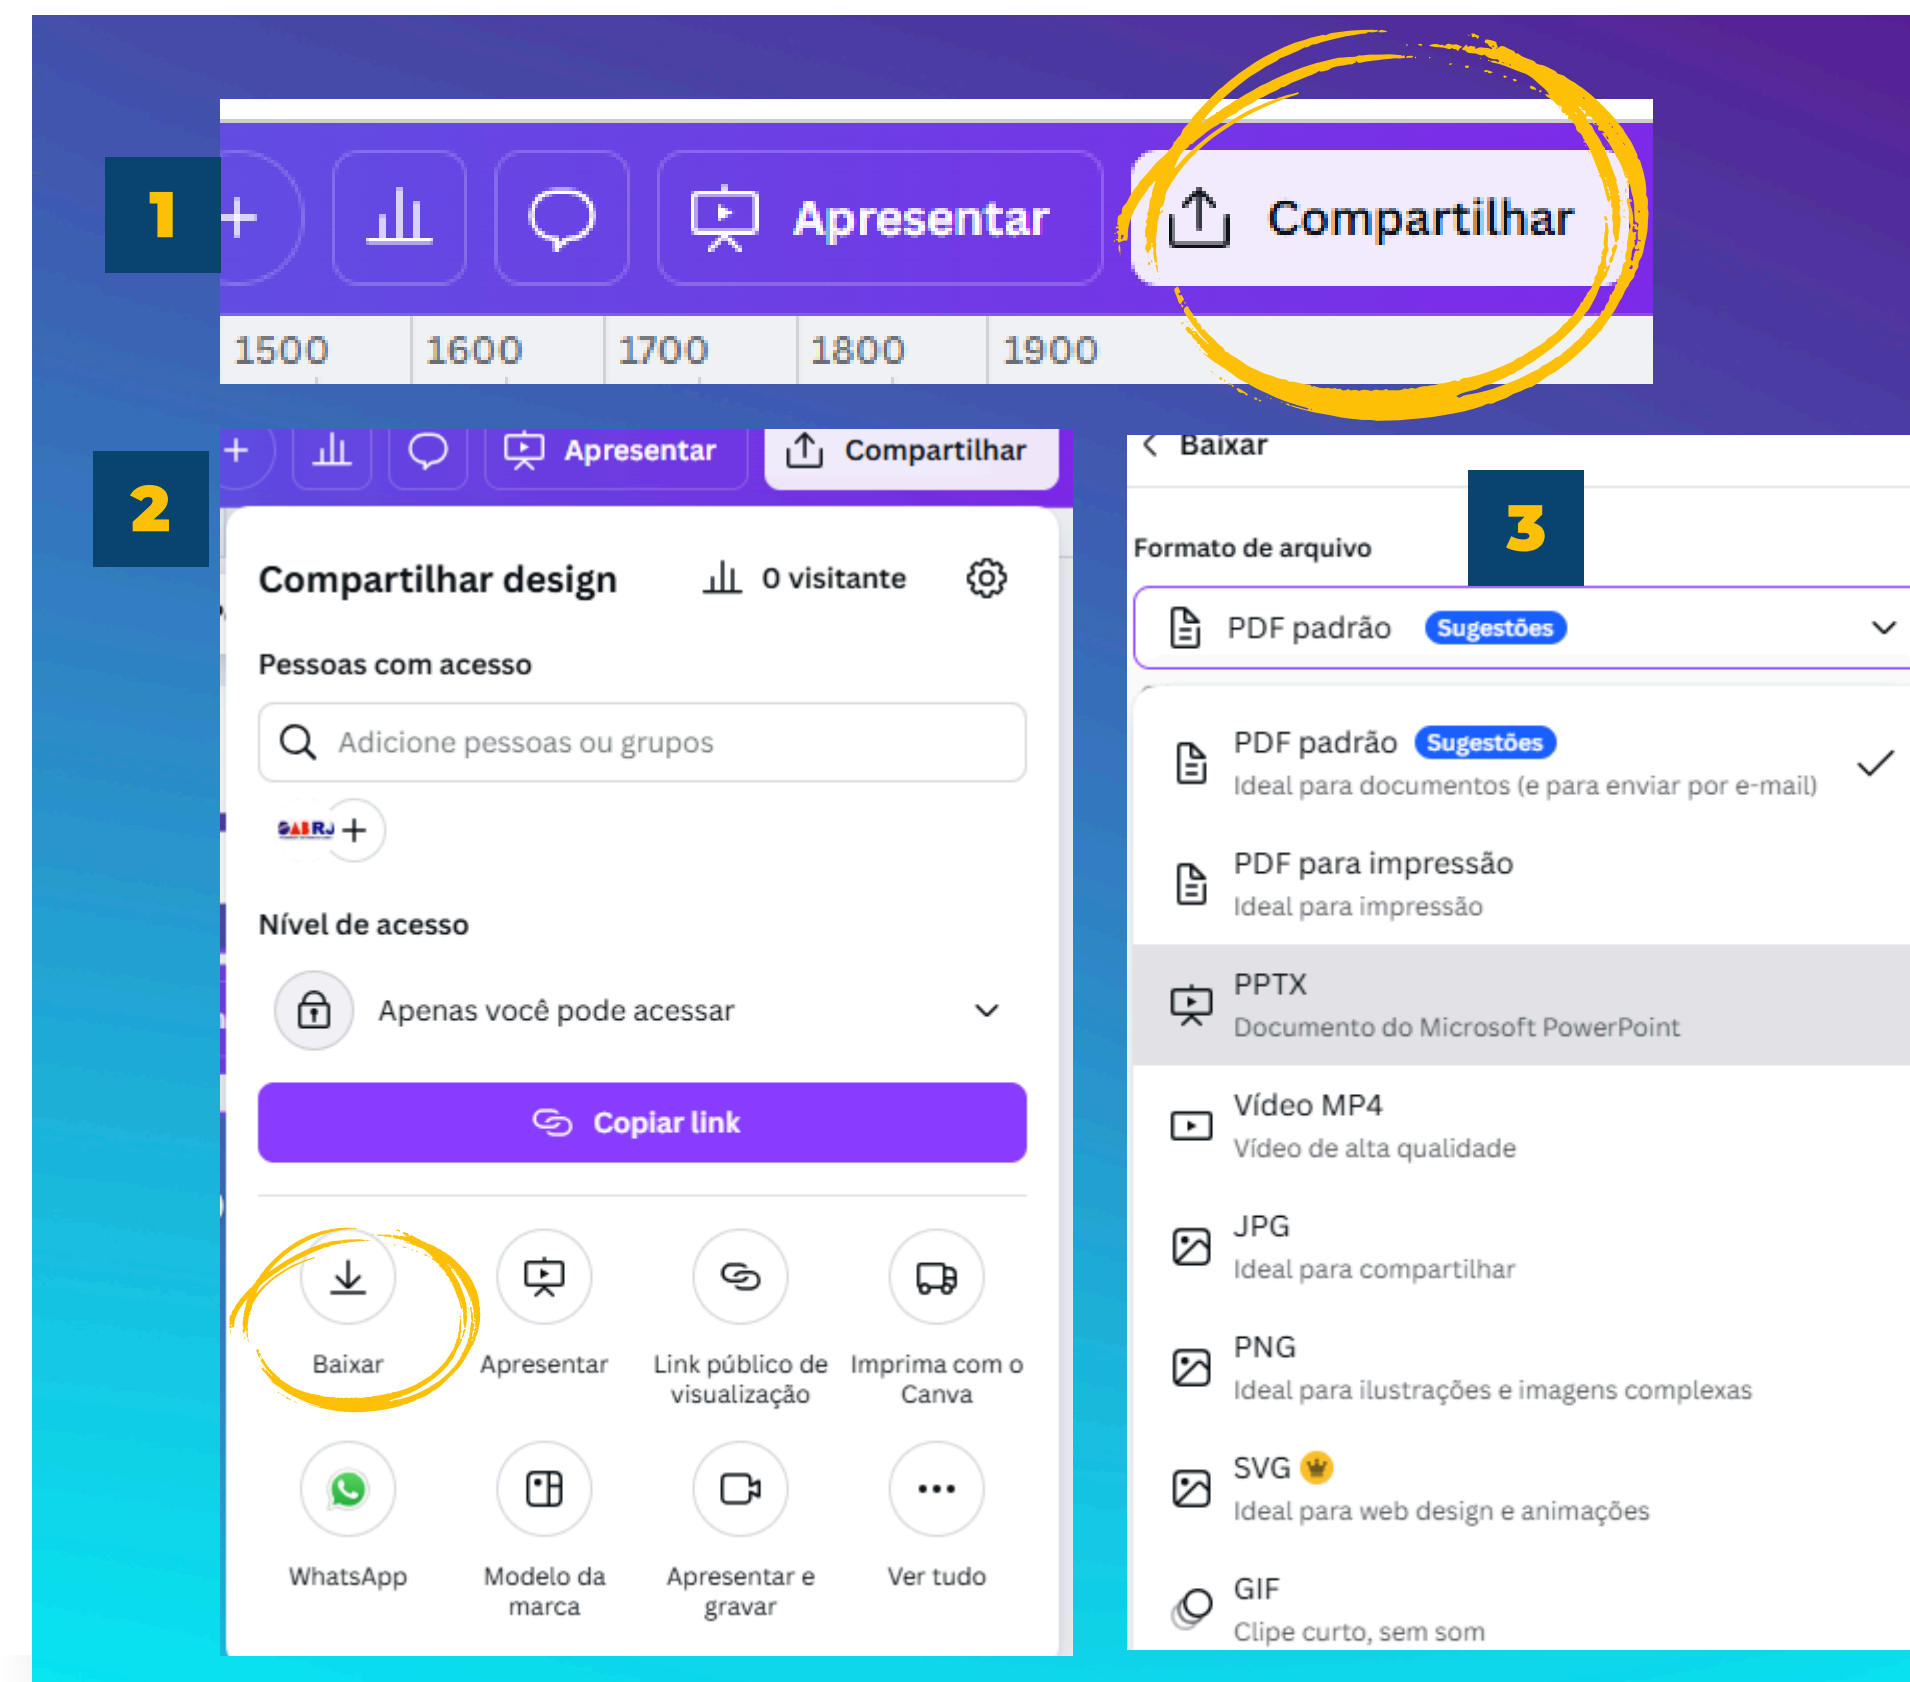 1
Apresentar
Compartilhar
1500 1600 1700 1800 1900
2
Apresentar
Compartilhar
Compartilhar design
0 visitante
Pessoas com acesso
Adicione pessoas ou grupos
OAB RJ
Nível de acesso
Apenas você pode acessar
Copiar link
Baixar
Apresentar
Link público de
visualização
Imprima com o
Canva
WhatsApp
Modelo da
marca
Apresentar e
gravar
Ver tudo
3
Baixar
Formato de arquivo
PDF padrão Sugestões
PDF padrão Sugestões
Ideal para documentos (e para enviar por e-mail)
PDF para impressão
Ideal para impressão
PPTX
Documento do Microsoft PowerPoint
Vídeo MP4
Vídeo de alta qualidade
JPG
Ideal para compartilhar
PNG
Ideal para ilustrações e imagens complexas
SVG
Ideal para web design e animações
GIF
Clipe curto, sem som